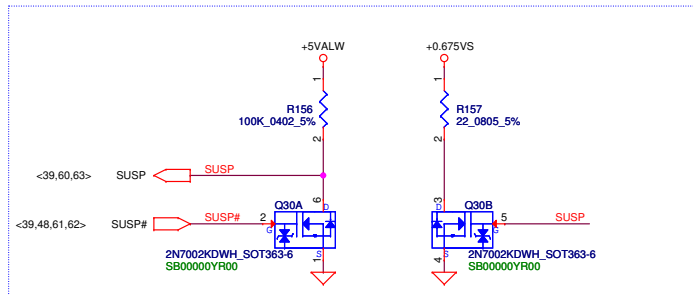 +5VALW
+0.675VS
1
1
R156
100K_0402_5%
R157
22_0805_5%
2
2
<39,60,63>
SUSP
SUSP
6
D
Q30A
3
D
Q30B
<39,48,61,62>
SUSP#
SUSP#
2
G
5
G
SUSP
S
1
S
4
2N7002KDWH_SOT363-6
SB00000YR00
2N7002KDWH_SOT363-6
SB00000YR00